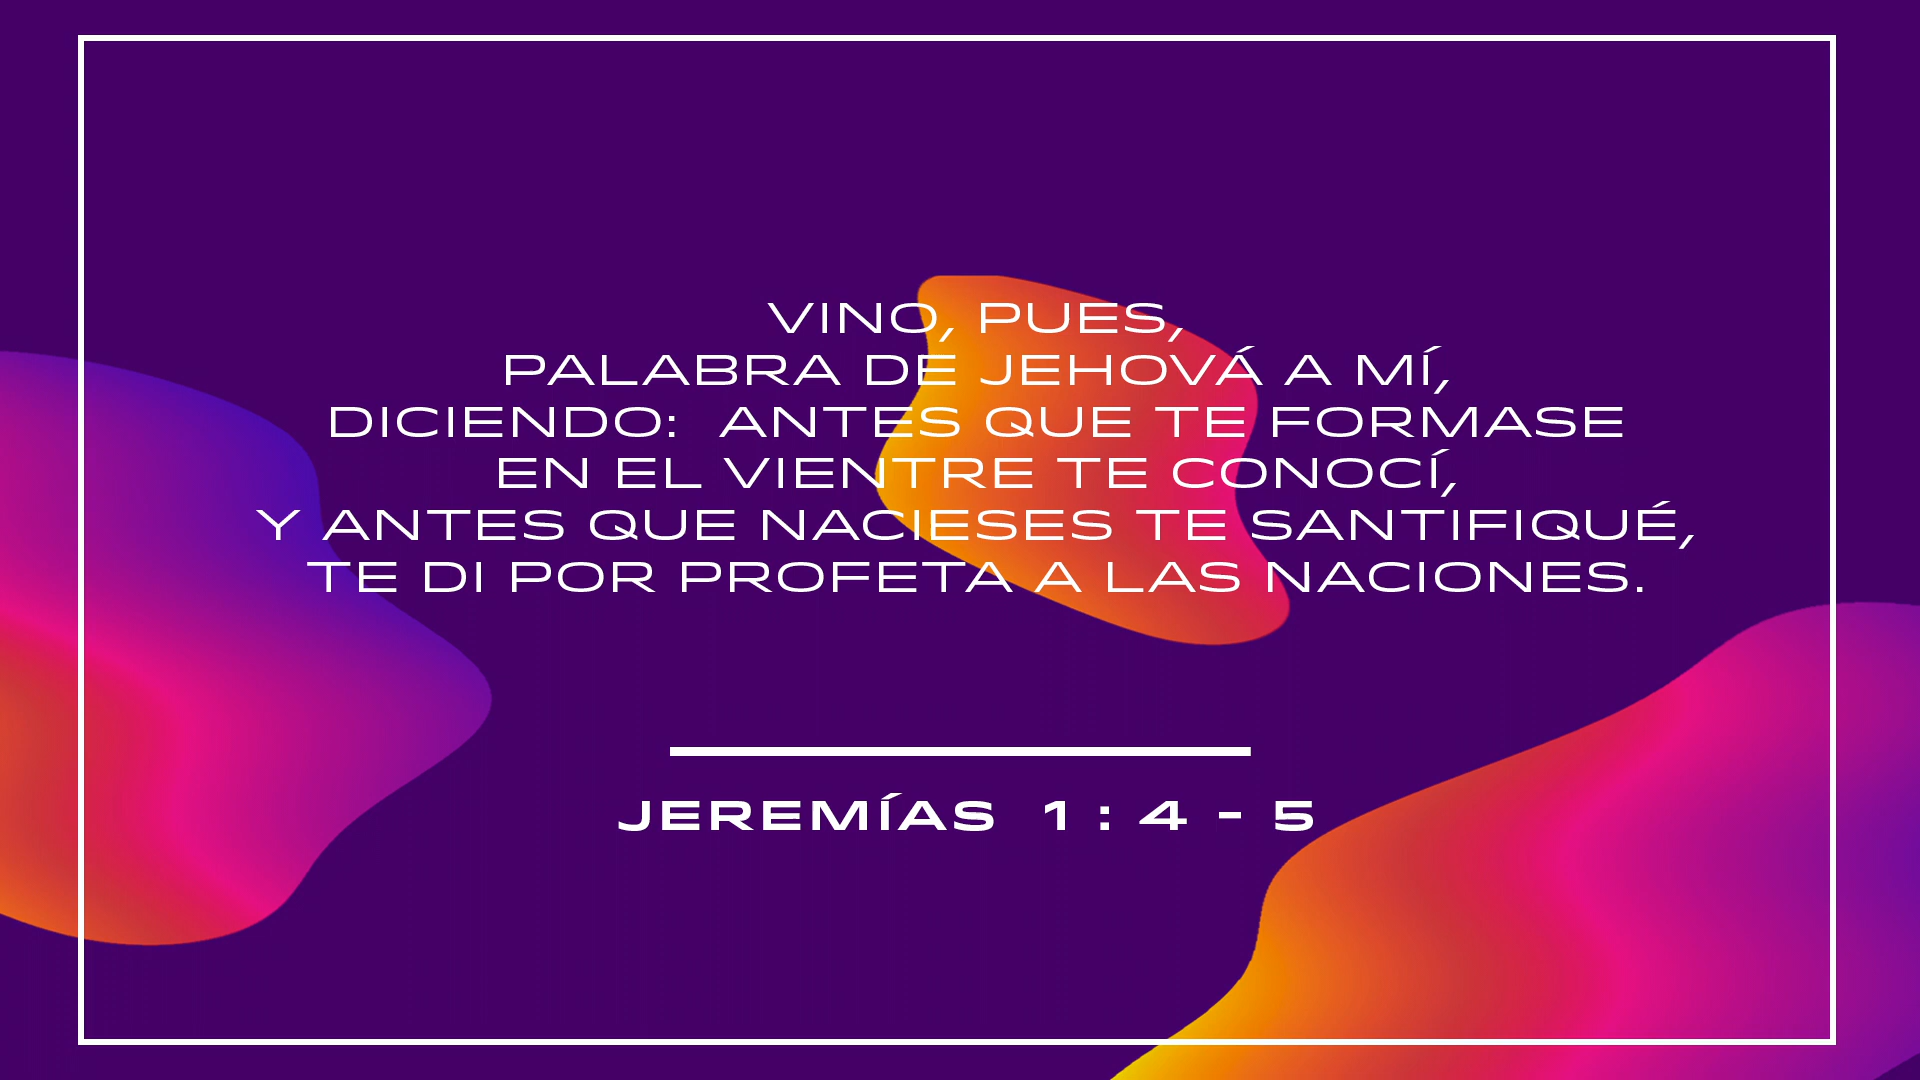 VINO, PUES,
PALABRA DE JEHOVÁ A MÍ,
DICIENDO:  ANTES QUE TE FORMASE
EN EL VIENTRE TE CONOCÍ,
Y ANTES QUE NACIESES TE SANTIFIQUÉ,
TE DI POR PROFETA A LAS NACIONES.
JEREMÍAS 1 : 4 - 5